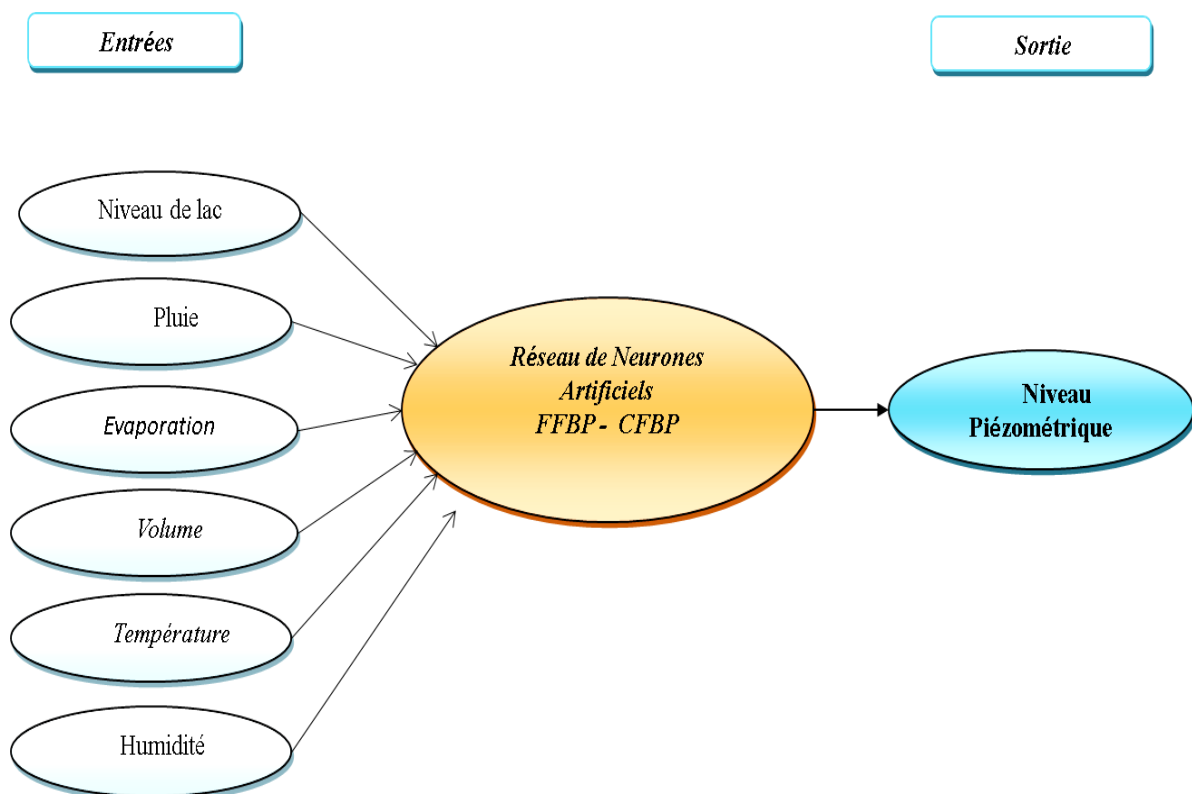 Entrées
Sortie
Niveau de lac
Pluie
Evaporation
Volume
Température
Humidité
Réseau de Neurones
Artificiels
FFBP - CFBP
Niveau
Piézométrique